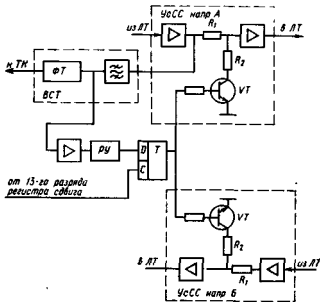 УсСС напр А
из ЛТ
R₁
в ЛТ
R₂
VT
к ТК
ФТ
ВСТ
РУ
D T
C
от 13-го разряда
регистра сдвига
VT
R₂
в ЛТ
R₁
из ЛТ
УсСС напр Б